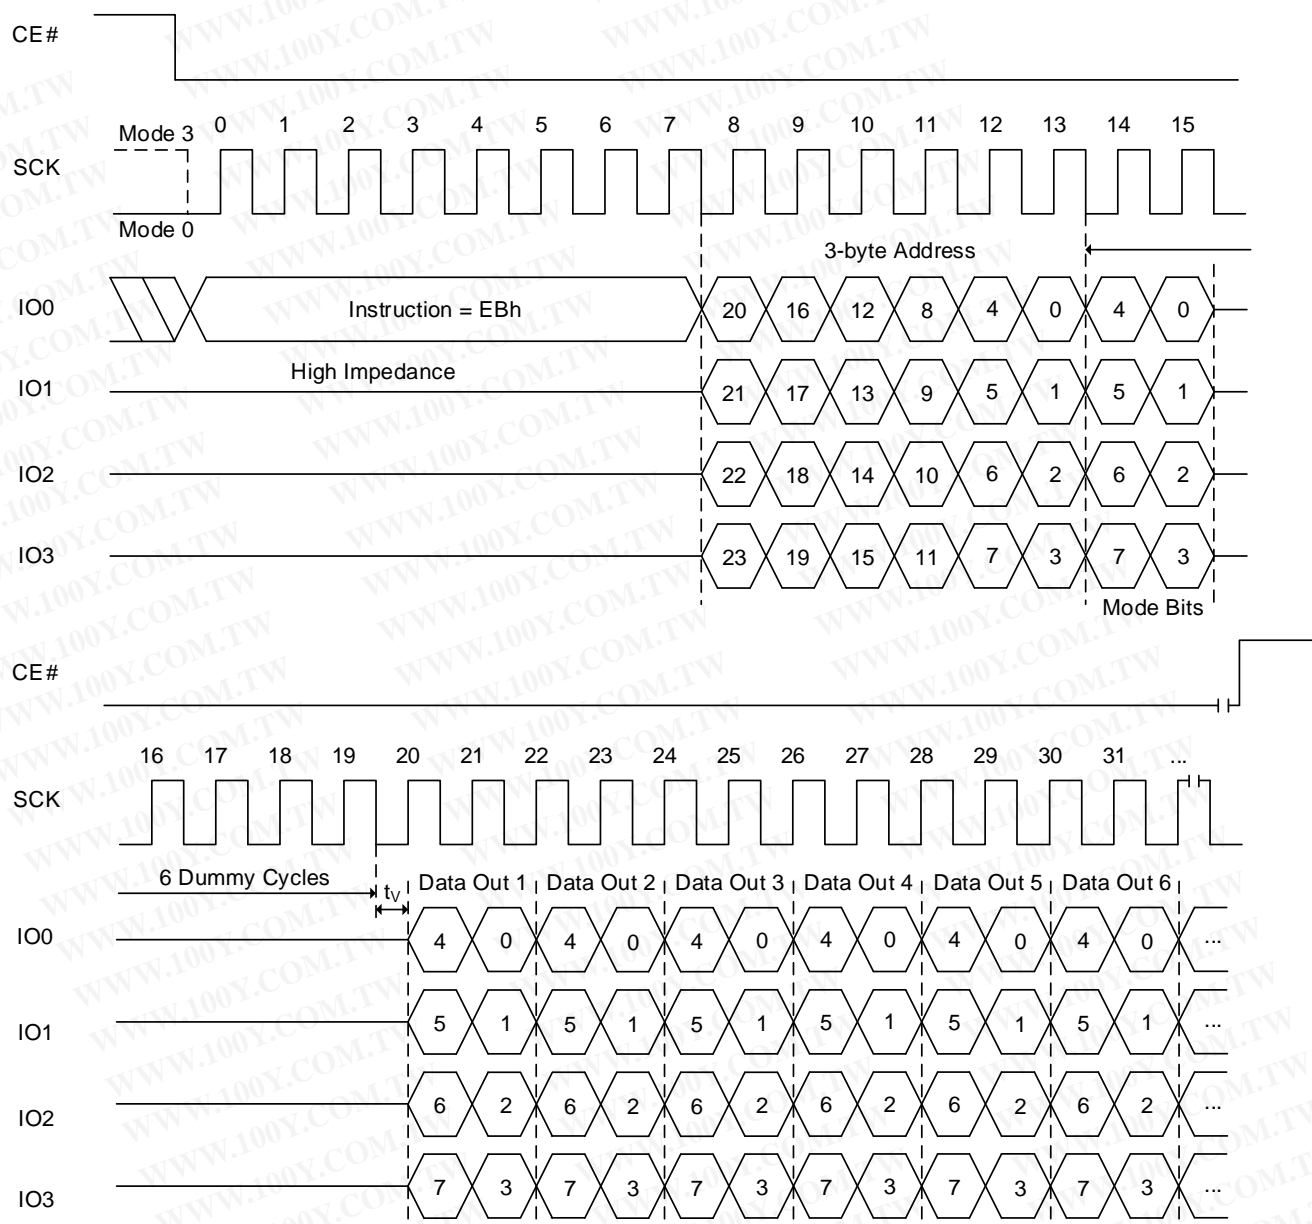 CE#
Mode 3 0 1 2 3 4 5 6 7 8 9 10 11 12 13 14 15
SCK
Mode 0
3-byte Address
IO0 Instruction = EBh 20 16 12 8 4 0 4 0
High Impedance
IO1 21 17 13 9 5 1 5 1
IO2 22 18 14 10 6 2 6 2
IO3 23 19 15 11 7 3 7 3
Mode Bits
CE#
16 17 18 19 20 21 22 23 24 25 26 27 28 29 30 31 ...
SCK
6 Dummy Cycles tV Data Out 1 Data Out 2 Data Out 3 Data Out 4 Data Out 5 Data Out 6
IO0 4 0 4 0 4 0 4 0 4 0 4 0 ...
IO1 5 1 5 1 5 1 5 1 5 1 5 1 ...
IO2 6 2 6 2 6 2 6 2 6 2 6 2 ...
IO3 7 3 7 3 7 3 7 3 7 3 7 3 ...
WWW.100Y.COM.TW